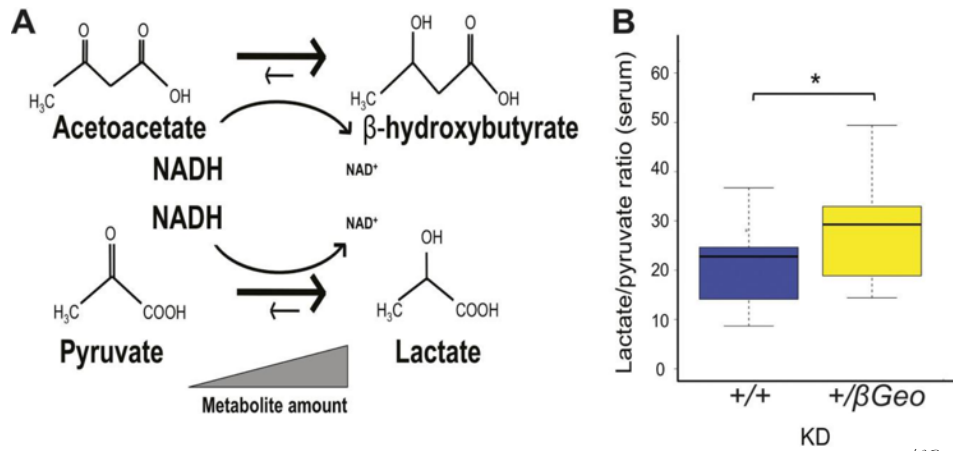 A
O
O
H₃C
OH
Acetoacetate
OH
O
H₃C
OH
β-hydroxybutyrate
NADH
NAD⁺
NADH
NAD⁺
O
H₃C
COOH
Pyruvate
OH
H₃C
COOH
Lactate
Metabolite amount
B
Lactate/pyruvate ratio (serum)
60
50
40
30
20
10
0
*
+/+
+/βGeo
KD